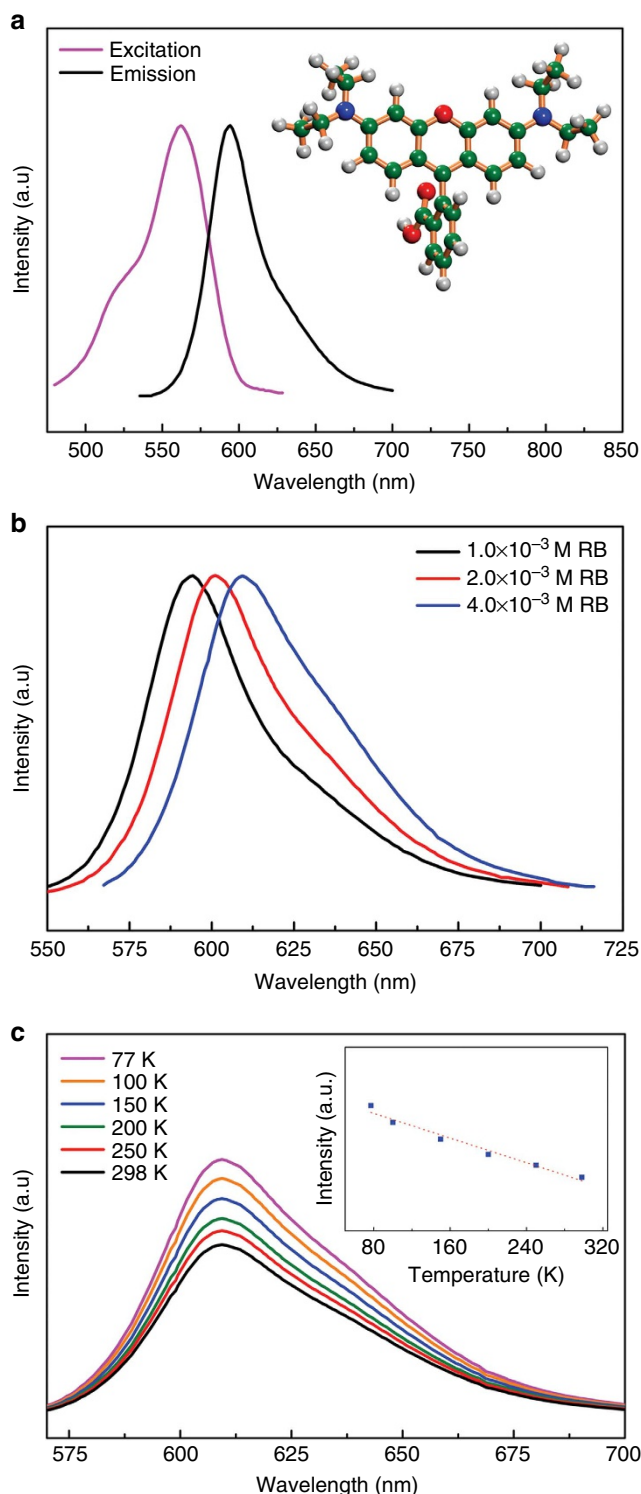 a
Excitation
Emission
Intensity (a.u)
500 550 600 650 700 750 800 850
Wavelength (nm)
b
1.0×10⁻³ M RB
2.0×10⁻³ M RB
4.0×10⁻³ M RB
Intensity (a.u)
550 575 600 625 650 675 700 725
Wavelength (nm)
c
77 K
100 K
150 K
200 K
250 K
298 K
Intensity (a.u.)
80 160 240 320
Temperature (K)
Intensity (a.u)
575 600 625 650 675 700
Wavelength (nm)